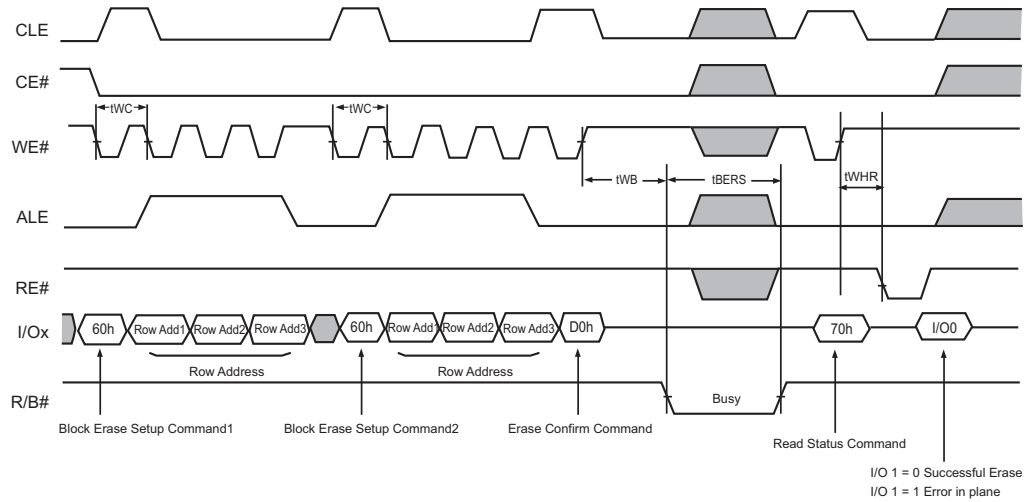 CLE
CE#
tWC tWC
WE#
tWB tBERS tWHR
ALE
RE#
I/Ox 60h Row Add1 Row Add2 Row Add3 60h Row Add1 Row Add2 Row Add3 D0h 70h I/O0
Row Address Row Address
R/B# Busy
Block Erase Setup Command1 Block Erase Setup Command2 Erase Confirm Command
Read Status Command
I/O 1 = 0 Successful Erase
I/O 1 = 1 Error in plane